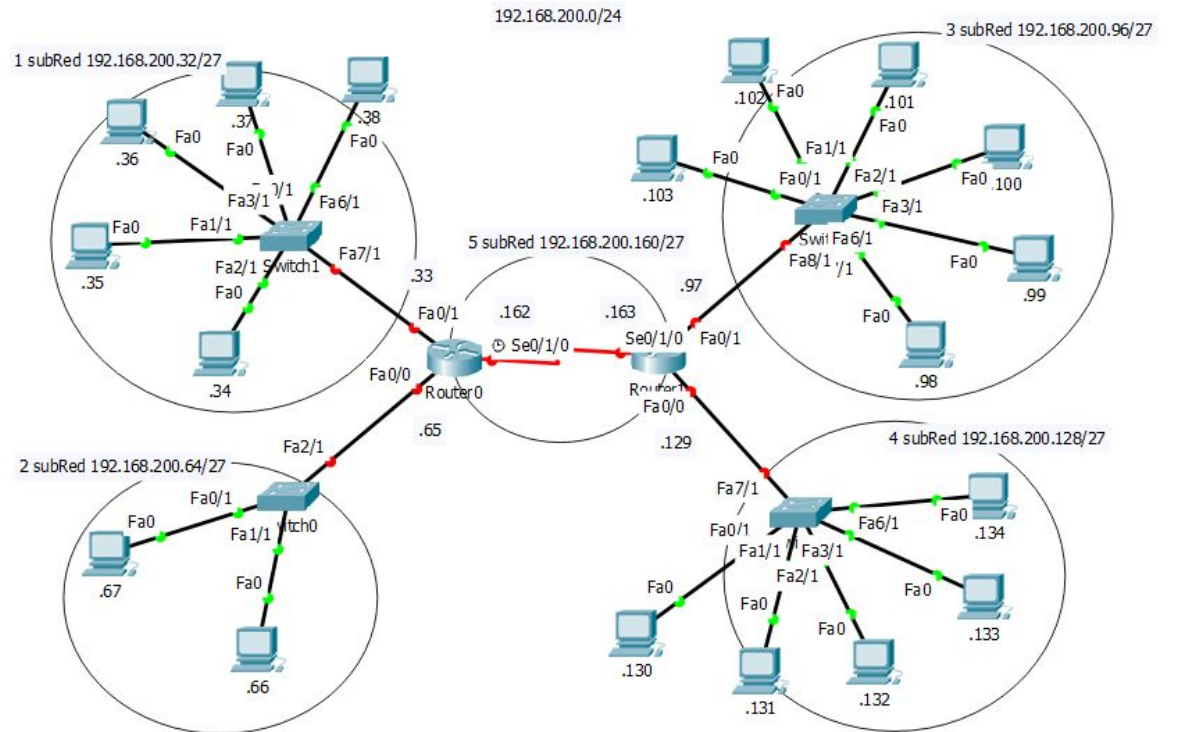 192.168.200.0/24
1 subRed 192.168.200.32/27
.36
Fa0
.37
Fa0
.38
Fa0
Fa3/1
Fa6/1
.35
Fa0
Fa1/1
Fa2/1
Fa0
.34
Switch1
Fa7/1
.33
Fa0/1
5 subRed 192.168.200.160/27
.162
.163
Se0/1/0
Se0/1/0
Router0
Fa0/0
.65
Fa0/0
.129
.97
Fa0/1
3 subRed 192.168.200.96/27
.102
Fa0
.101
Fa0
.103
Fa0
Fa0/1
Fa1/1
Fa2/1
Fa0
.100
Fa3/1
Fa6/1
Fa8/1
Fa0
.99
Fa0
.98
2 subRed 192.168.200.64/27
Fa2/1
Fa0/1
Fa1/1
Fa0
.67
Fa0
.66
4 subRed 192.168.200.128/27
Fa7/1
Fa0/1
Fa1/1
Fa2/1
Fa3/1
Fa6/1
Fa0
.134
Fa0
.133
Fa0
.132
Fa0
.131
Fa0
.130